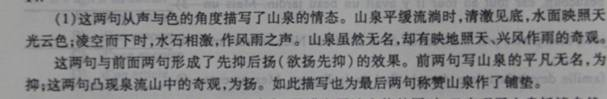 (1)这两句从声与色的角度描写了山泉的情态。山泉平缓流淌时,清澈见底,水面映照天
光云色;凌空而下时,水石相激,作风雨之声。山泉虽然无名,却有映地照天、兴风作雨的奇观。
这两句与前面两句形成了先抑后扬(欲扬先抑)的效果。前两句写山泉的平凡无名,为
抑;这两句凸现泉流山中的奇观,为扬。如此描写也为最后两句称赞山泉作了铺垫。